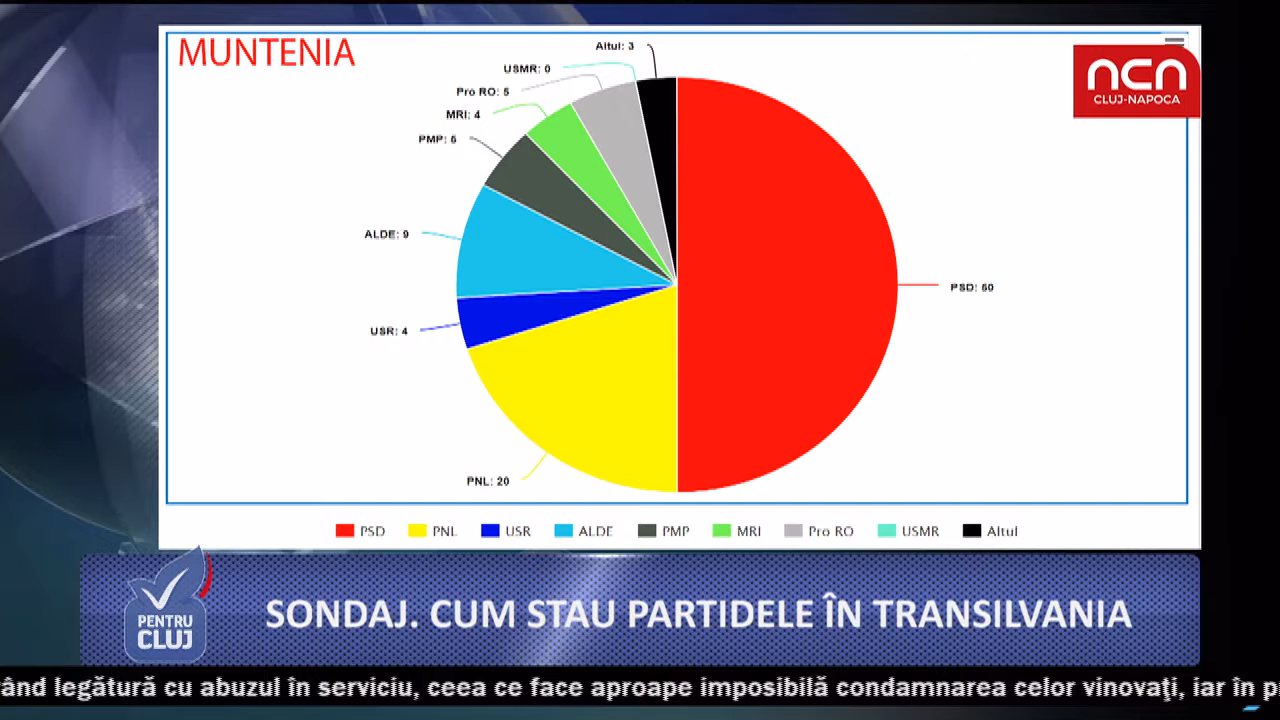 MUNTENIA
Altul: 3
USMR: 0
Pro RO: 5
MRI: 4
PMP: 5
ALDE: 9
USR: 4
PNL: 20
PSD: 50
ncn
CLUJ-NAPOCA
PSD PNL USR ALDE PMP MRI Pro RO USMR Altul
PENTRU
CLUJ
SONDAJ. CUM STAU PARTIDELE ÎN TRANSILVANIA
ând legătură cu abuzul în serviciu, ceea ce face aproape imposibilă condamnarea celor vinovaţi, iar în p